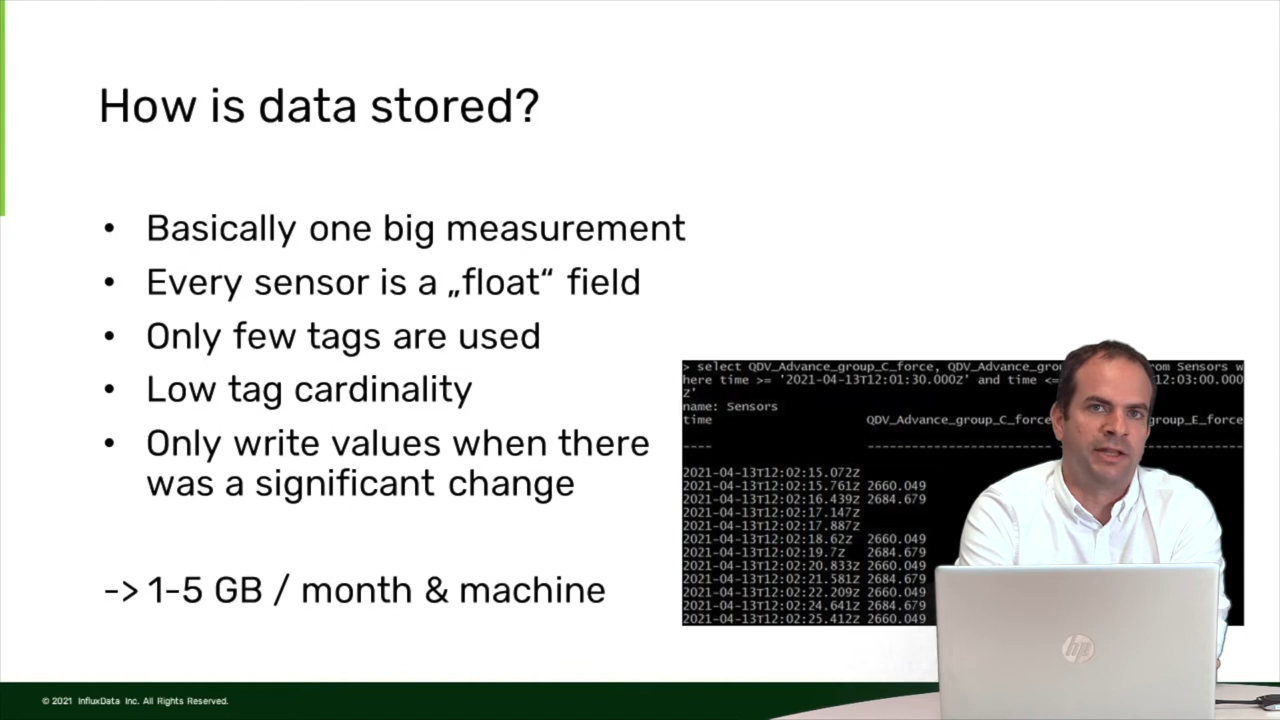 How is data stored?
• Basically one big measurement
• Every sensor is a „float“ field
• Only few tags are used
• Low tag cardinality
• Only write values when there
was a significant change
-> 1-5 GB / month & machine
> select QDV_Advance_group_C_force, QDV_Advance_grou om Sensors w
here time >= '2021-04-13T12:01:30.000Z' and time <= 12:03:00.000
Z'
name: Sensors
time QDV_Advance_group_C_force group_E_force
---- -------------------------
2021-04-13T12:02:15.072Z
2021-04-13T12:02:15.761Z 2660.049
2021-04-13T12:02:16.439Z 2684.679
2021-04-13T12:02:17.147Z
2021-04-13T12:02:17.887Z
2021-04-13T12:02:18.62Z 2660.049
2021-04-13T12:02:19.7Z 2684.679
2021-04-13T12:02:20.833Z 2660.049
2021-04-13T12:02:21.581Z 2684.679
2021-04-13T12:02:22.209Z 2660.049
2021-04-13T12:02:24.641Z 2684.679
2021-04-13T12:02:25.412Z 2660.049
hp
© 2021 InfluxData Inc. All Rights Reserved.